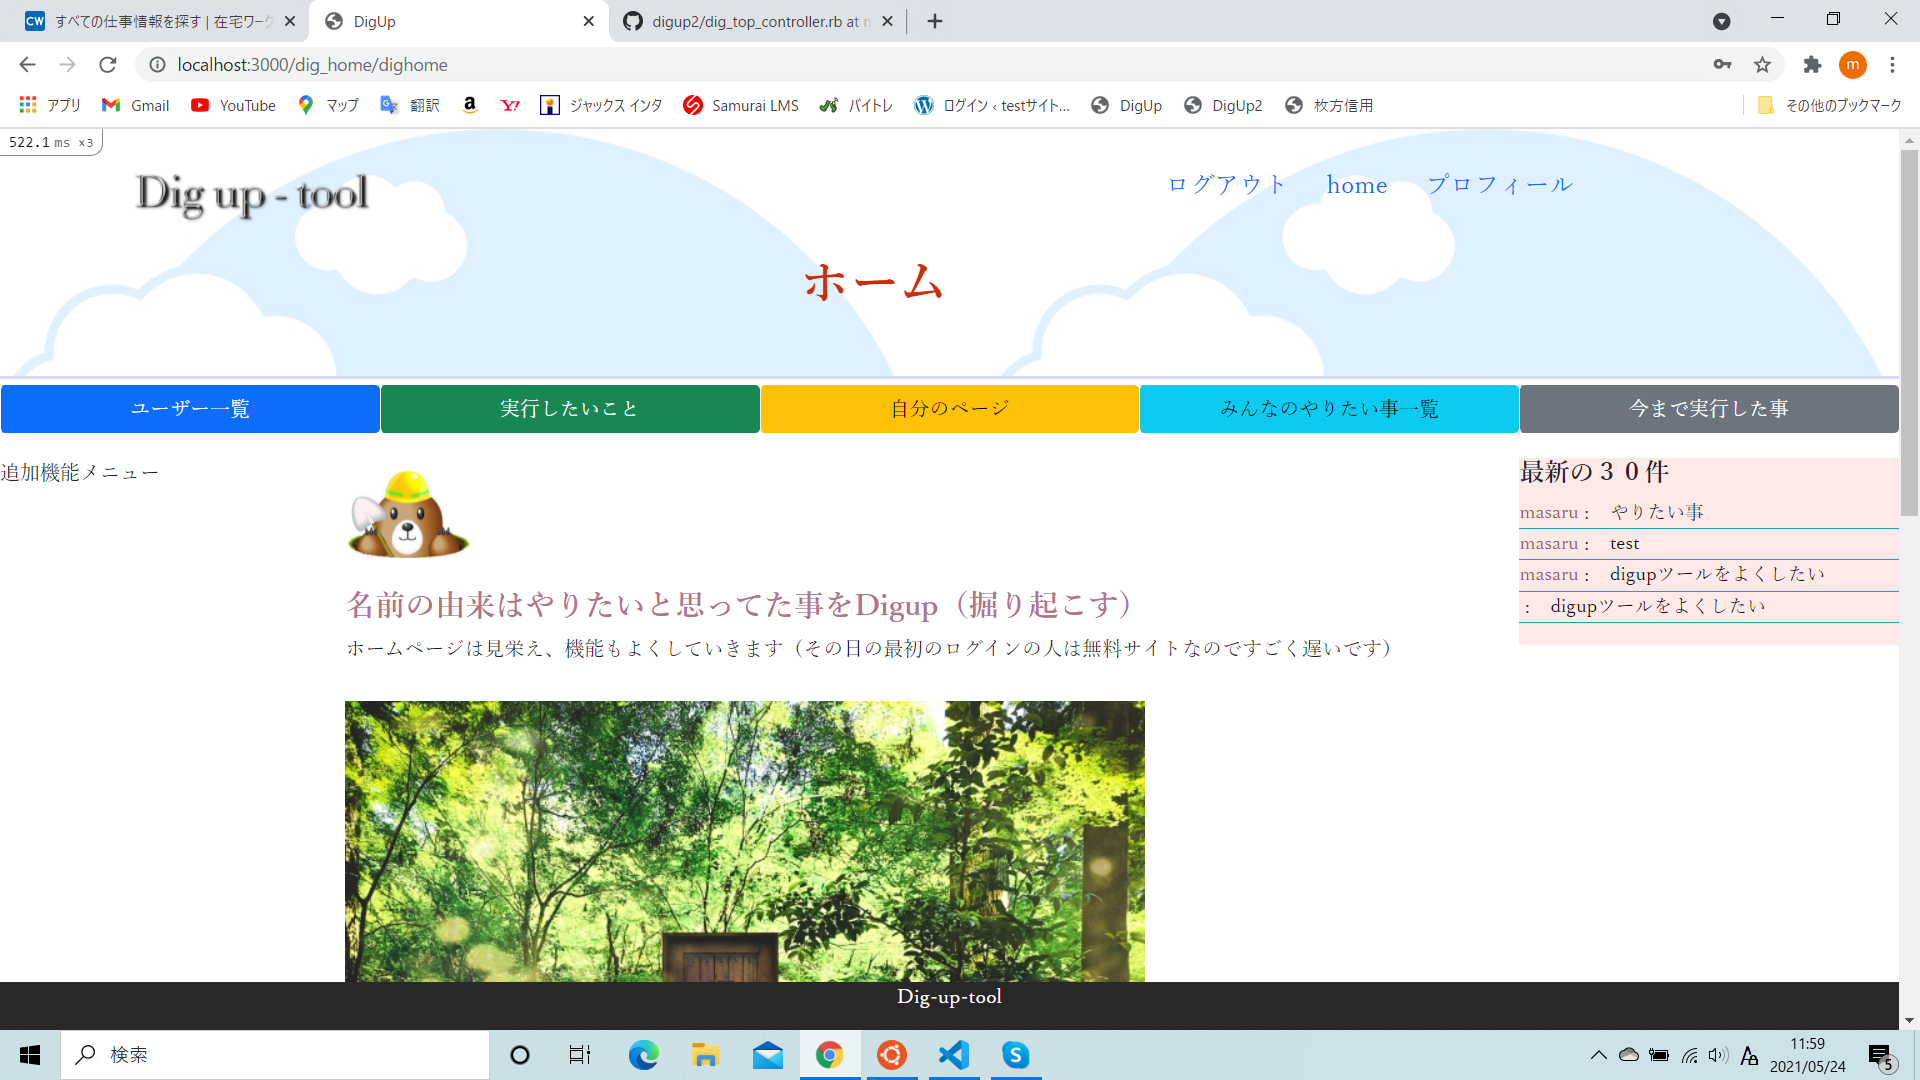 すべての仕事情報を探す | 在宅ワーク
DigUp
digup2/dig_top_controller.rb at m
localhost:3000/dig_home/dighome
m
アプリ
Gmail
YouTube
マップ
翻訳
ジャックス インタ
Samurai LMS
バイトレ
ログイン ‹ testサイト...
DigUp
DigUp2
枚方信用
その他のブックマーク
522.1 ms ×3
Dig up - tool
ログアウト
home
プロフィール
ホーム
ユーザー一覧
実行したいこと
自分のページ
みんなのやりたい事一覧
今まで実行した事
追加機能メニュー
最新の３０件
masaru： やりたい事
masaru： test
masaru： digupツールをよくしたい
： digupツールをよくしたい
名前の由来はやりたいと思ってた事をDigup（掘り起こす）
ホームページは見栄え、機能もよくしていきます（その日の最初のログインの人は無料サイトなのですごく遅いです）
Dig-up-tool
検索
11:59
2021/05/24
5